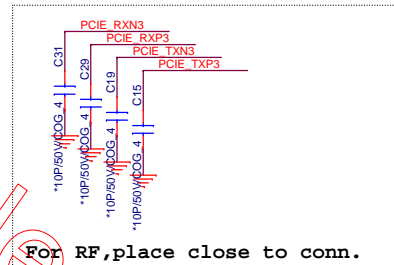 PCIE_RXN3
PCIE_RXP3
PCIE_TXN3
PCIE_TXP3
C31
C29
C19
C15
*10P/50V/COG_4
*10P/50V/COG_4
*10P/50V/COG_4
*10P/50V/COG_4
For RF,place close to conn.